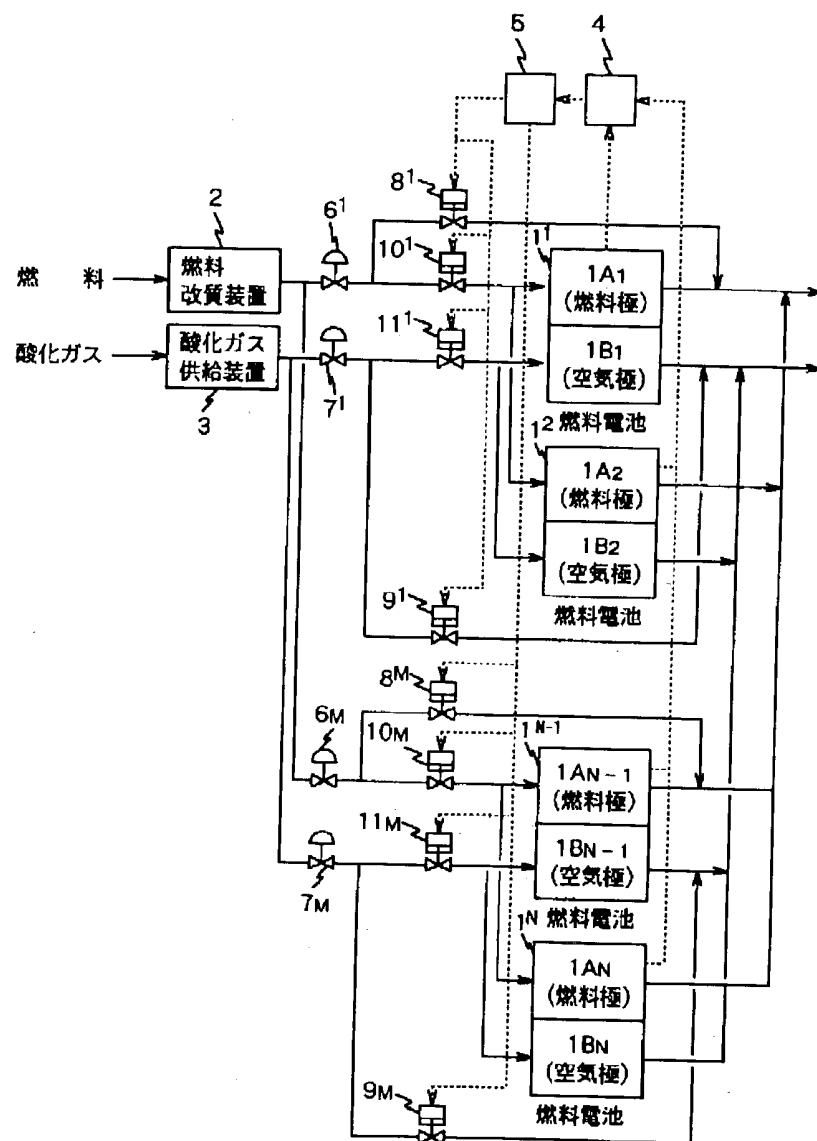 5 4
8¹
2 6¹
10¹ 1¹
燃料 燃料 1A₁
改質装置 (燃料極)
11¹
酸化ガス 酸化ガス 1B₁
供給装置 (空気極)
3 7¹
1² 燃料電池
1A₂
(燃料極)
1B₂
(空気極)
9¹ 燃料電池
8M
6M
10M 1N-1
1AN-1
(燃料極)
11M
1BN-1
(空気極)
7M
1N 燃料電池
1AN
(燃料極)
1BN
(空気極)
9M 燃料電池